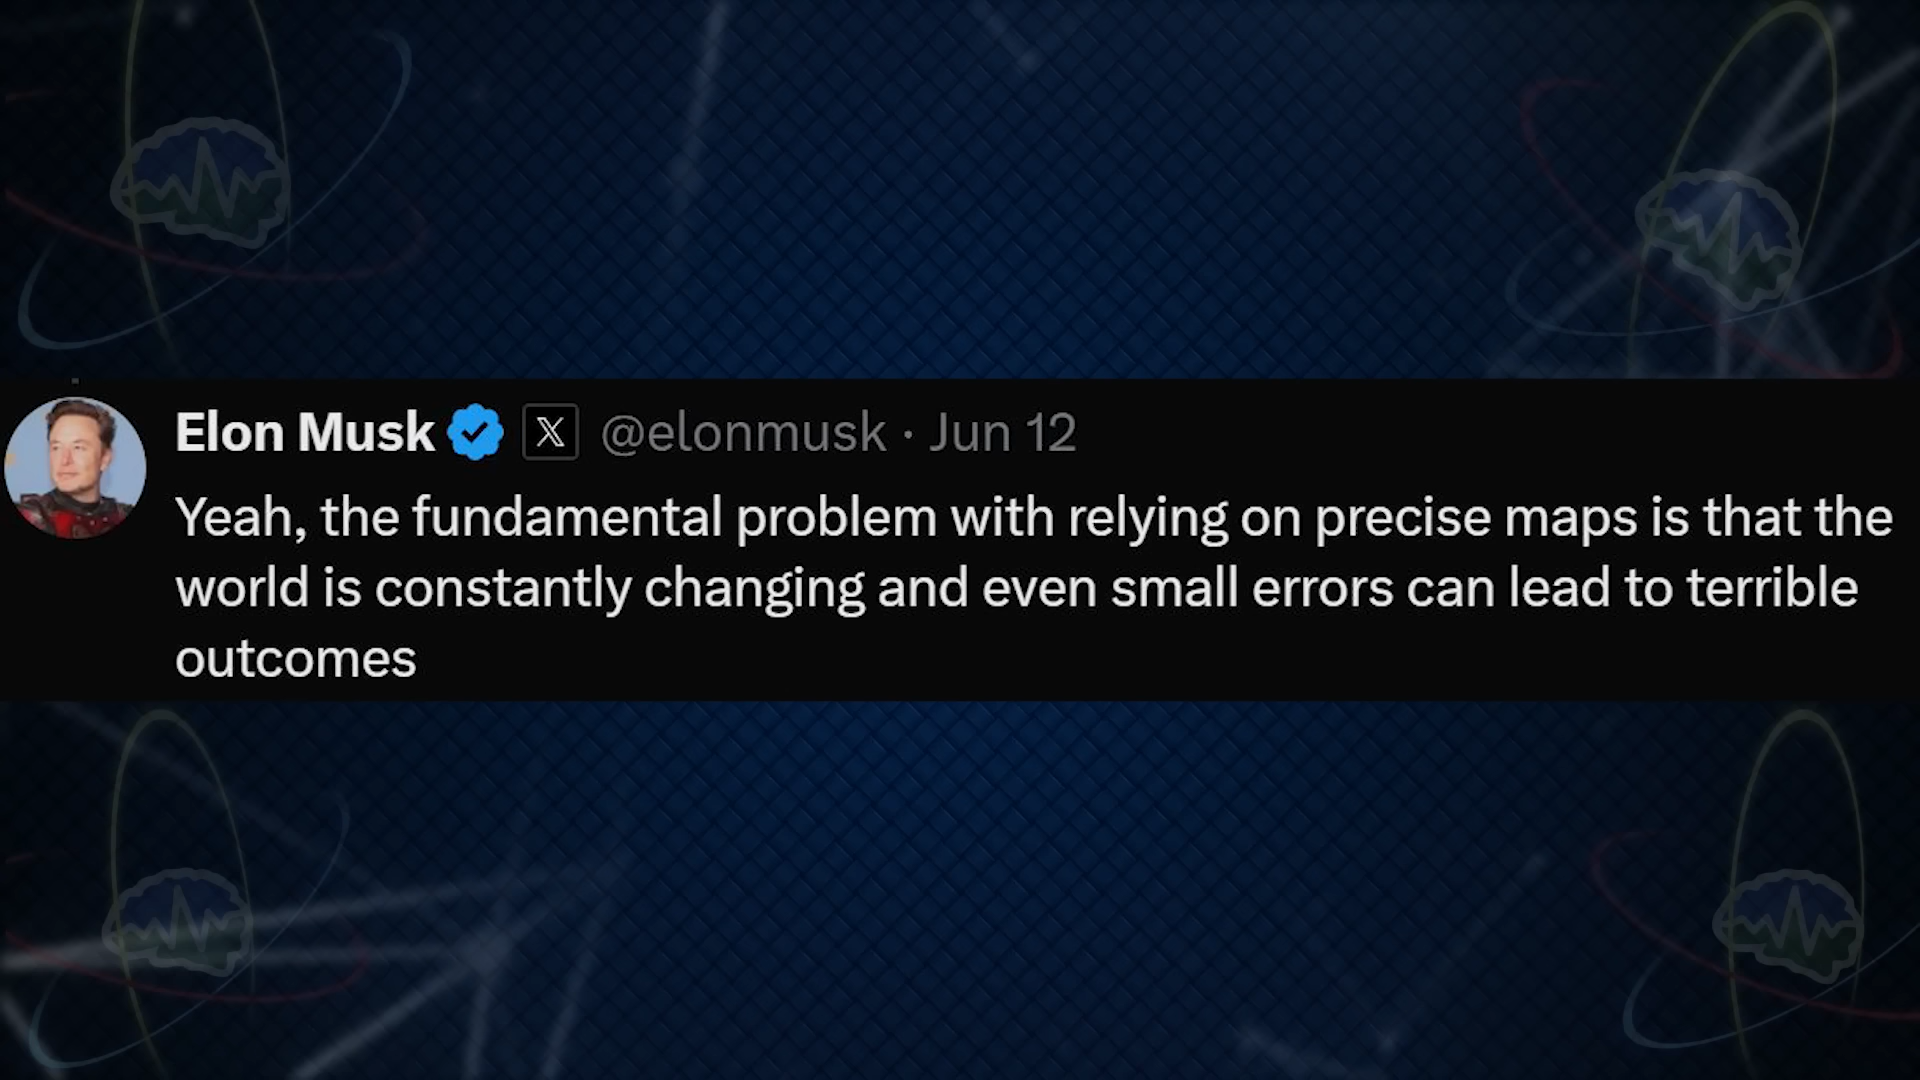 Elon Musk X @elonmusk · Jun 12
Yeah, the fundamental problem with relying on precise maps is that the
world is constantly changing and even small errors can lead to terrible
outcomes